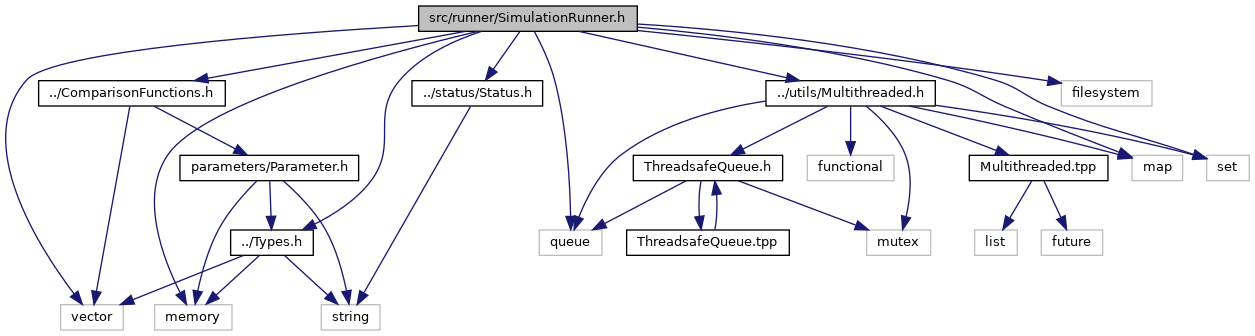 src/runner/SimulationRunner.h
../ComparisonFunctions.h
../status/Status.h
../utils/Multithreaded.h
filesystem
parameters/Parameter.h
ThreadsafeQueue.h
functional
Multithreaded.tpp
map
set
../Types.h
queue
ThreadsafeQueue.tpp
mutex
list
future
vector
memory
string